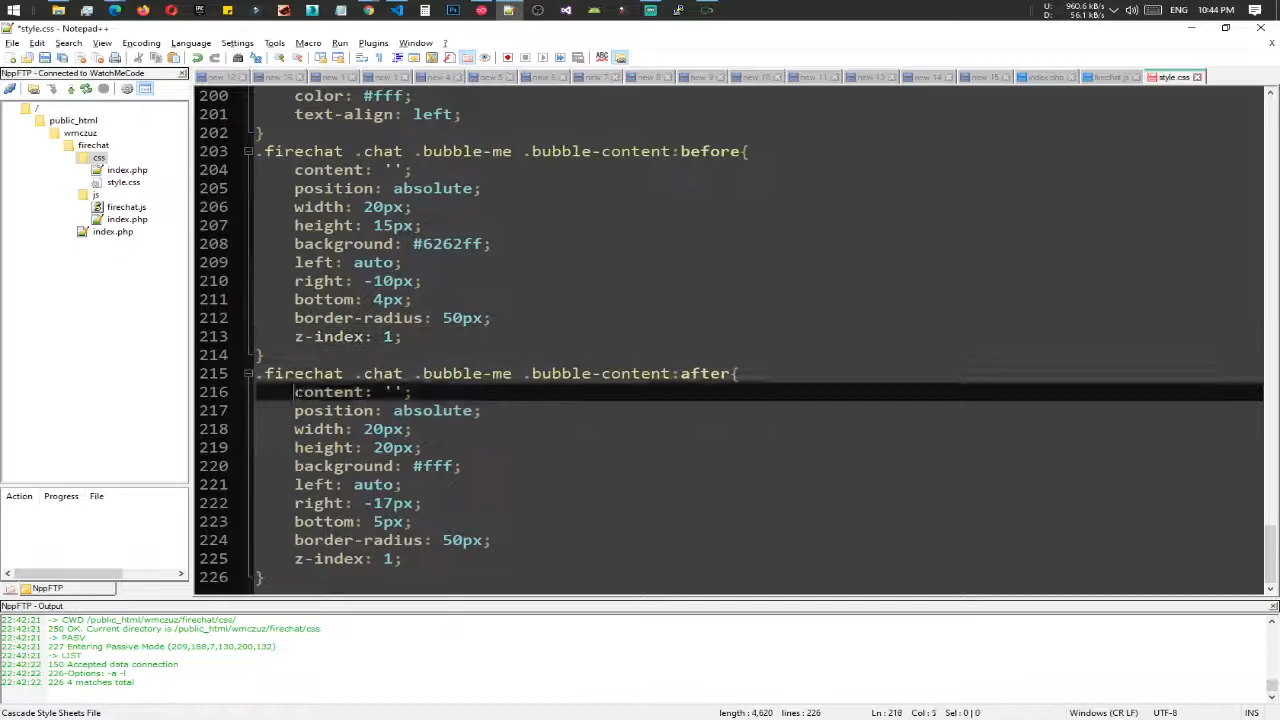 U: 960.6 kB/s
D: 56.1 kB/s
ENG
10:44 PM
*style.css - Notepad++
File Edit Search View Encoding Language Settings Tools Macro Run Plugins Window ?
X
NppFTP - Connected to WatchMeCode
new 12 new 16 new 1 new 3 new 4 new 5 new 6 new 7 new 8 new 9 new 10 new 11 new 13 new 14 new 15 index.php firechat.js style.css
/
public_html
wmczuz
firechat
css
index.php
style.css
js
firechat.js
index.php
index.php
200 color: #fff;
201 text-align: left;
202 }
203 .firechat .chat .bubble-me .bubble-content:before{
204 content: '';
205 position: absolute;
206 width: 20px;
207 height: 15px;
208 background: #6262ff;
209 left: auto;
210 right: -10px;
211 bottom: 4px;
212 border-radius: 50px;
213 z-index: 1;
214 }
215 .firechat .chat .bubble-me .bubble-content:after{
216 content: '';
217 position: absolute;
218 width: 20px;
219 height: 20px;
220 background: #fff;
221 left: auto;
222 right: -17px;
223 bottom: 5px;
224 border-radius: 50px;
225 z-index: 1;
226 }
Action Progress File
NppFTP
NppFTP - Output
22:42:21 -> CWD /public_html/wmczuz/firechat/css/
22:42:21 250 OK. Current directory is /public_html/wmczuz/firechat/css
22:42:21 -> PASV
22:42:21 227 Entering Passive Mode (209,188,7,130,200,132)
22:42:21 -> LIST
22:42:22 150 Accepted data connection
22:42:22 226-Options: -a -l
22:42:22 226 4 matches total
Cascade Style Sheets File length : 4,620 lines : 226 Ln : 216 Col : 5 Sel : 0 | 0 Windows (CR LF) UTF-8 INS